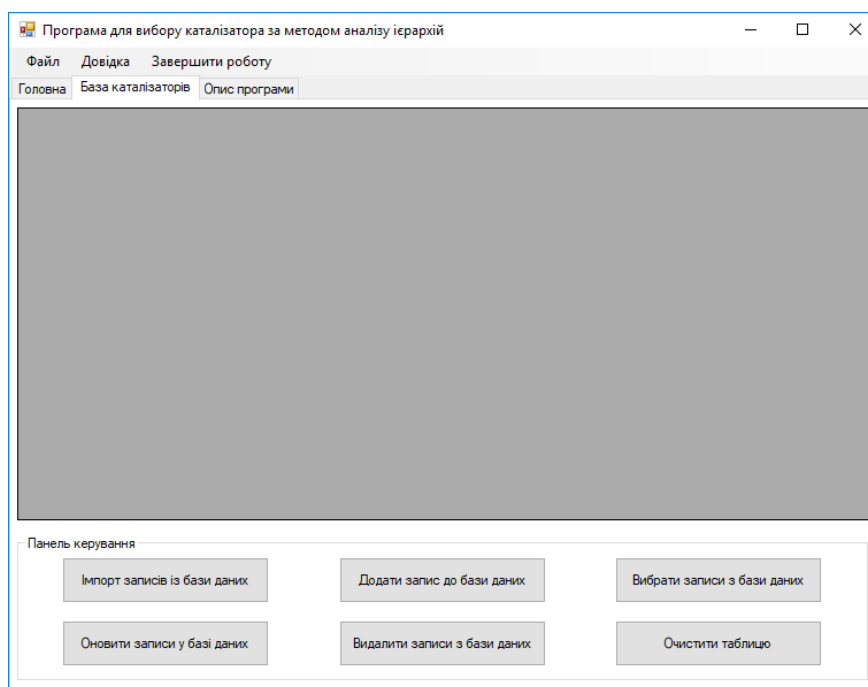 Програма для вибору каталізатора за методом аналізу ієрархій
Файл Довідка Завершити роботу
Головна База каталізаторів Опис програми
Панель керування
Імпорт записів із бази даних Додати запис до бази даних Вибрати записи з бази даних
Оновити записи у базі даних Видалити записи з бази даних Очистити таблицю